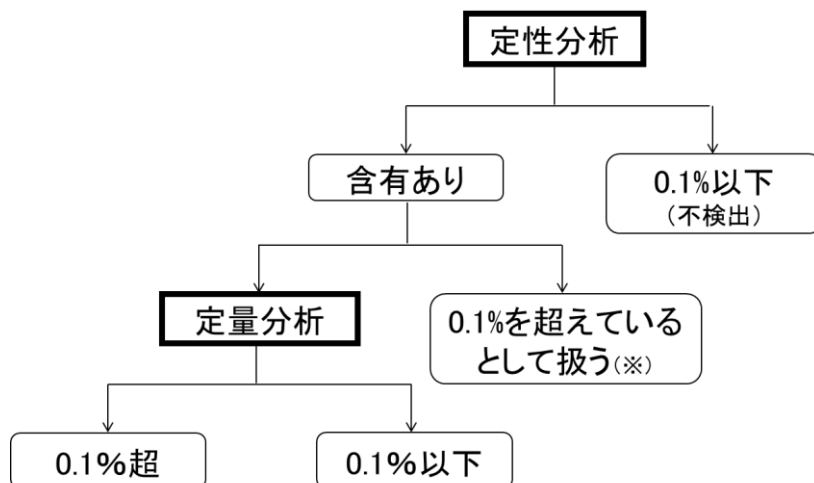 定性分析
含有あり
0.1%以下
（不検出）
定量分析
0.1%を超えている
として扱う(※)
0.1%超
0.1%以下